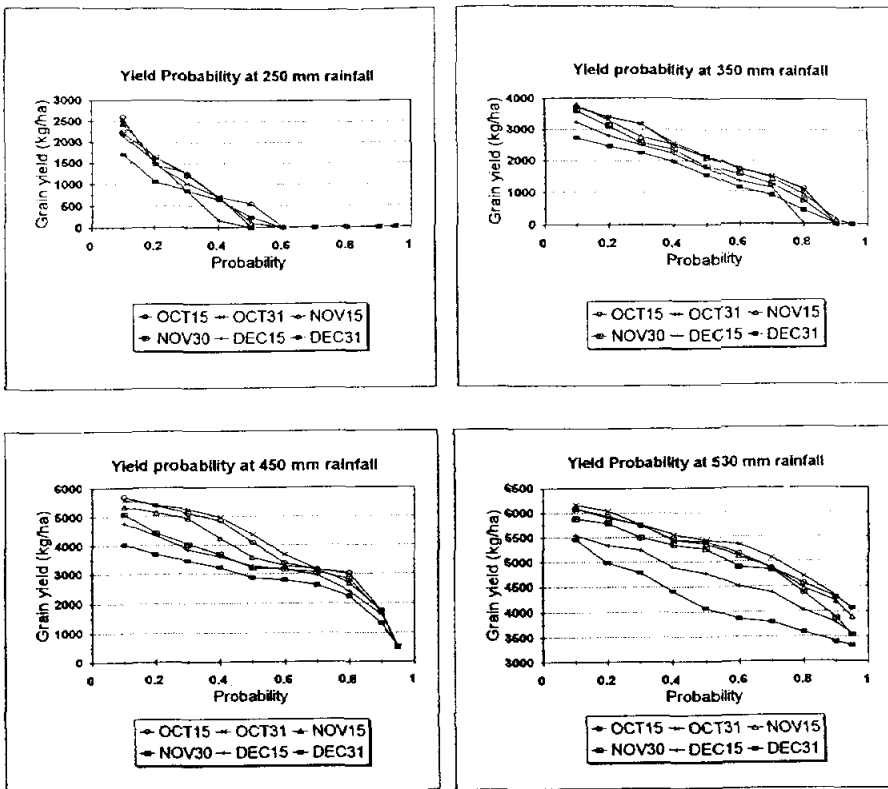 Yield Probability at 250 mm rainfall
3000
2500
2000
1500
1000
500
0
Grain yield (kg/ha)
0 0.2 0.4 0.6 0.8 1
Probability
OCT15 OCT31 NOV15
NOV30 DEC15 DEC31
Yield probability at 350 mm rainfall
4000
3000
2000
1000
0
Grain yield (kg/ha)
0 0.2 0.4 0.6 0.8 1
Probability
OCT15 OCT31 NOV15
NOV30 DEC15 DEC31
Yield probability at 450 mm rainfall
6000
5000
4000
3000
2000
1000
0
Grain yield (kg/ha)
0 0.2 0.4 0.6 0.8 1
Probability
OCT15 OCT31 NOV15
NOV30 DEC15 DEC31
Yield Probability at 530 mm rainfall
6500
6000
5500
5000
4500
4000
3500
3000
Grain yield (kg/ha)
0 0.2 0.4 0.6 0.8 1
Probability
OCT15 OCT31 NOV15
NOV30 DEC15 DEC31